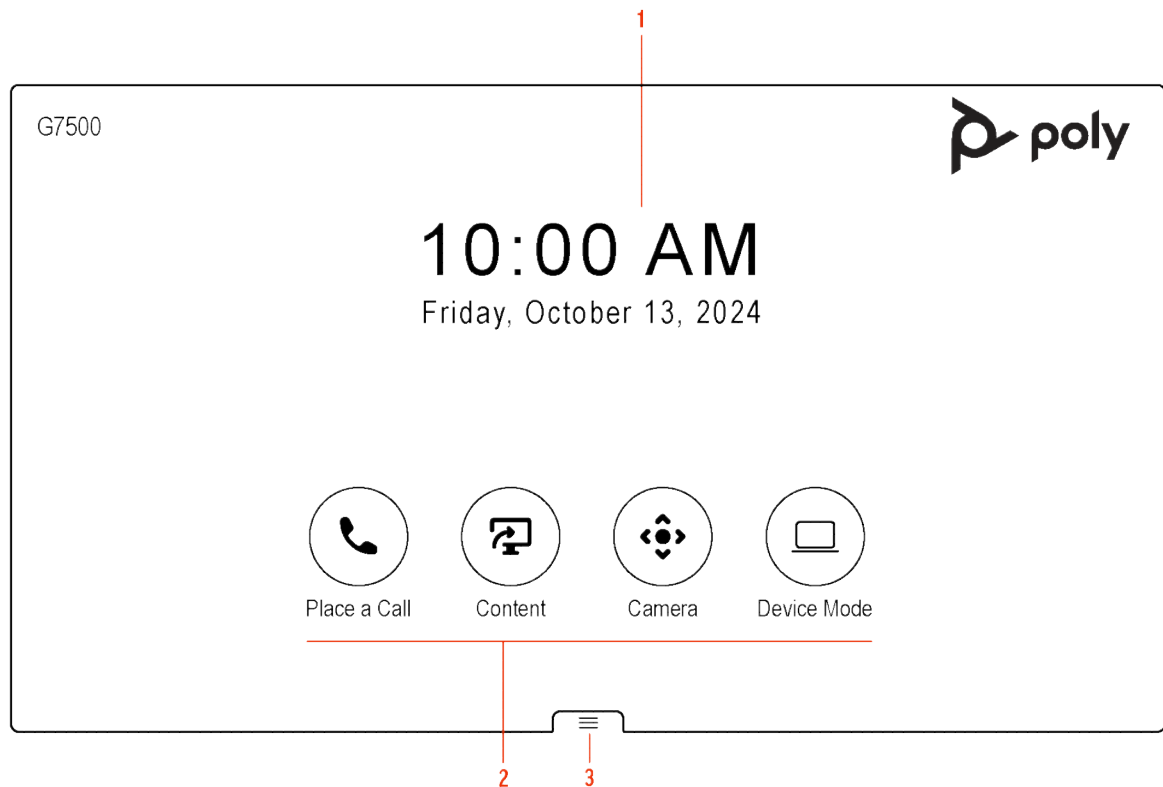 1
G7500
poly
10:00 AM
Friday, October 13, 2024
Place a Call
Content
Camera
Device Mode
2
3